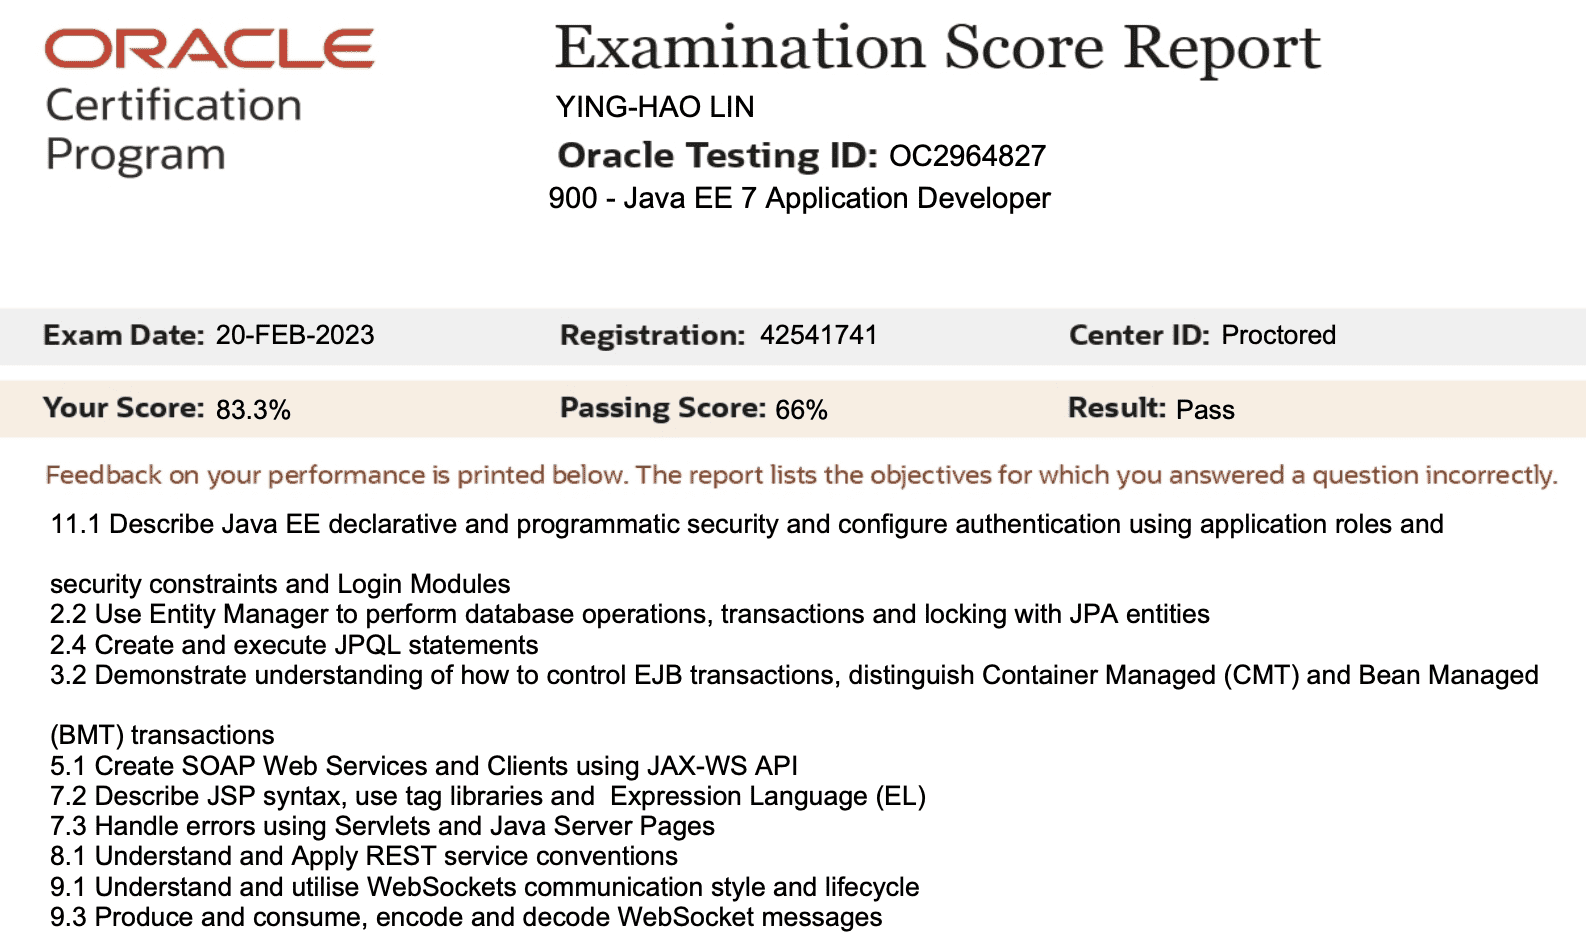 ORACLE
Certification
Program
Examination Score Report
YING-HAO LIN
Oracle Testing ID: OC2964827
900 - Java EE 7 Application Developer
Exam Date: 20-FEB-2023 Registration: 42541741 Center ID: Proctored
Your Score: 83.3% Passing Score: 66% Result: Pass
Feedback on your performance is printed below. The report lists the objectives for which you answered a question incorrectly.
11.1 Describe Java EE declarative and programmatic security and configure authentication using application roles and
security constraints and Login Modules
2.2 Use Entity Manager to perform database operations, transactions and locking with JPA entities
2.4 Create and execute JPQL statements
3.2 Demonstrate understanding of how to control EJB transactions, distinguish Container Managed (CMT) and Bean Managed
(BMT) transactions
5.1 Create SOAP Web Services and Clients using JAX-WS API
7.2 Describe JSP syntax, use tag libraries and  Expression Language (EL)
7.3 Handle errors using Servlets and Java Server Pages
8.1 Understand and Apply REST service conventions
9.1 Understand and utilise WebSockets communication style and lifecycle
9.3 Produce and consume, encode and decode WebSocket messages